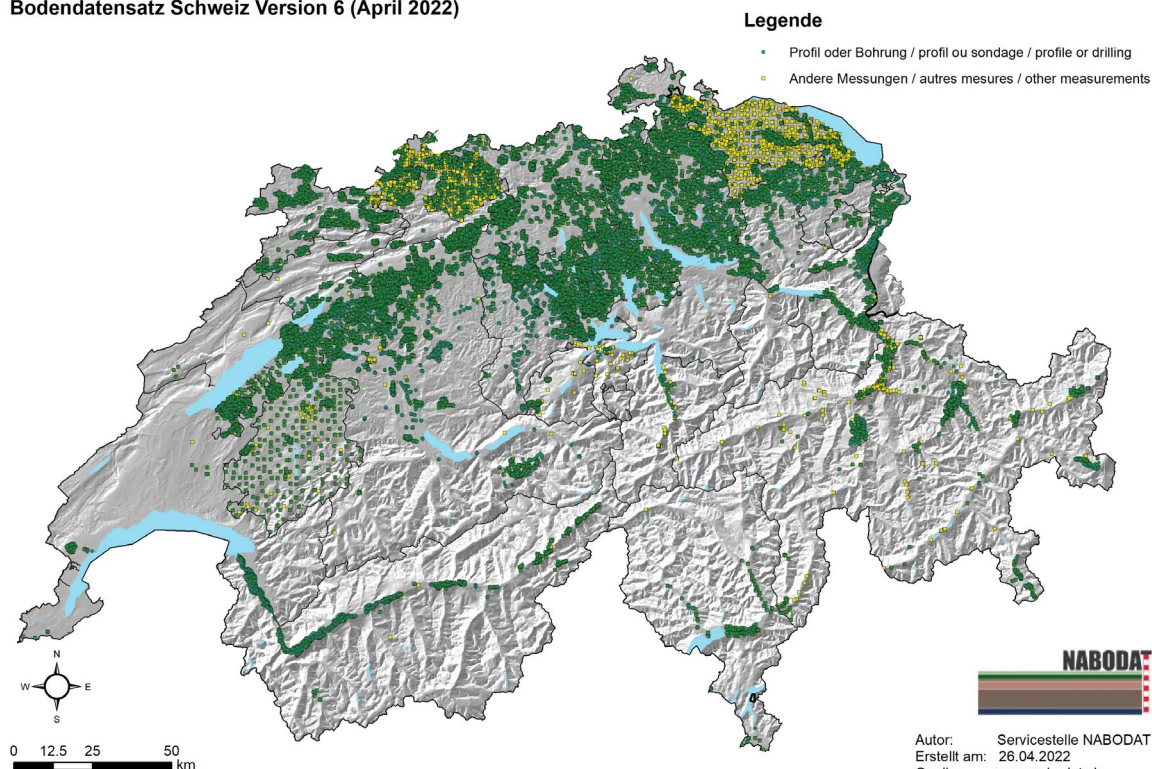 Bodendatensatz Schweiz Version 6 (April 2022)
Legende
Profil oder Bohrung / profil ou sondage / profile or drilling
Andere Messungen / autres mesures / other measurements
N
W E
S
0 12.5 25 50
km
NABODAT
Autor: Servicestelle NABODAT
Erstellt am: 26.04.2022